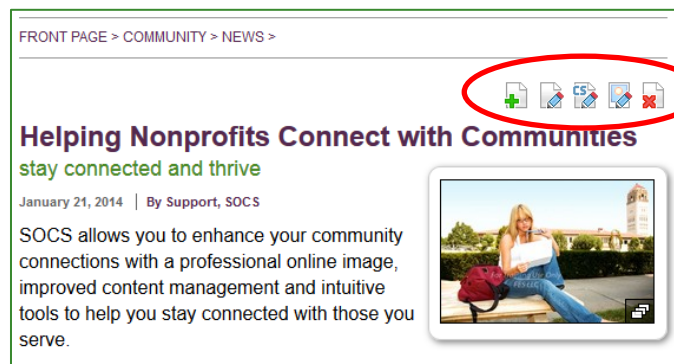 FRONT PAGE > COMMUNITY > NEWS >
CS
Helping Nonprofits Connect with Communities
stay connected and thrive
January 21, 2014 | By Support, SOCS
SOCS allows you to enhance your community
connections with a professional online image,
improved content management and intuitive
tools to help you stay connected with those you
serve.